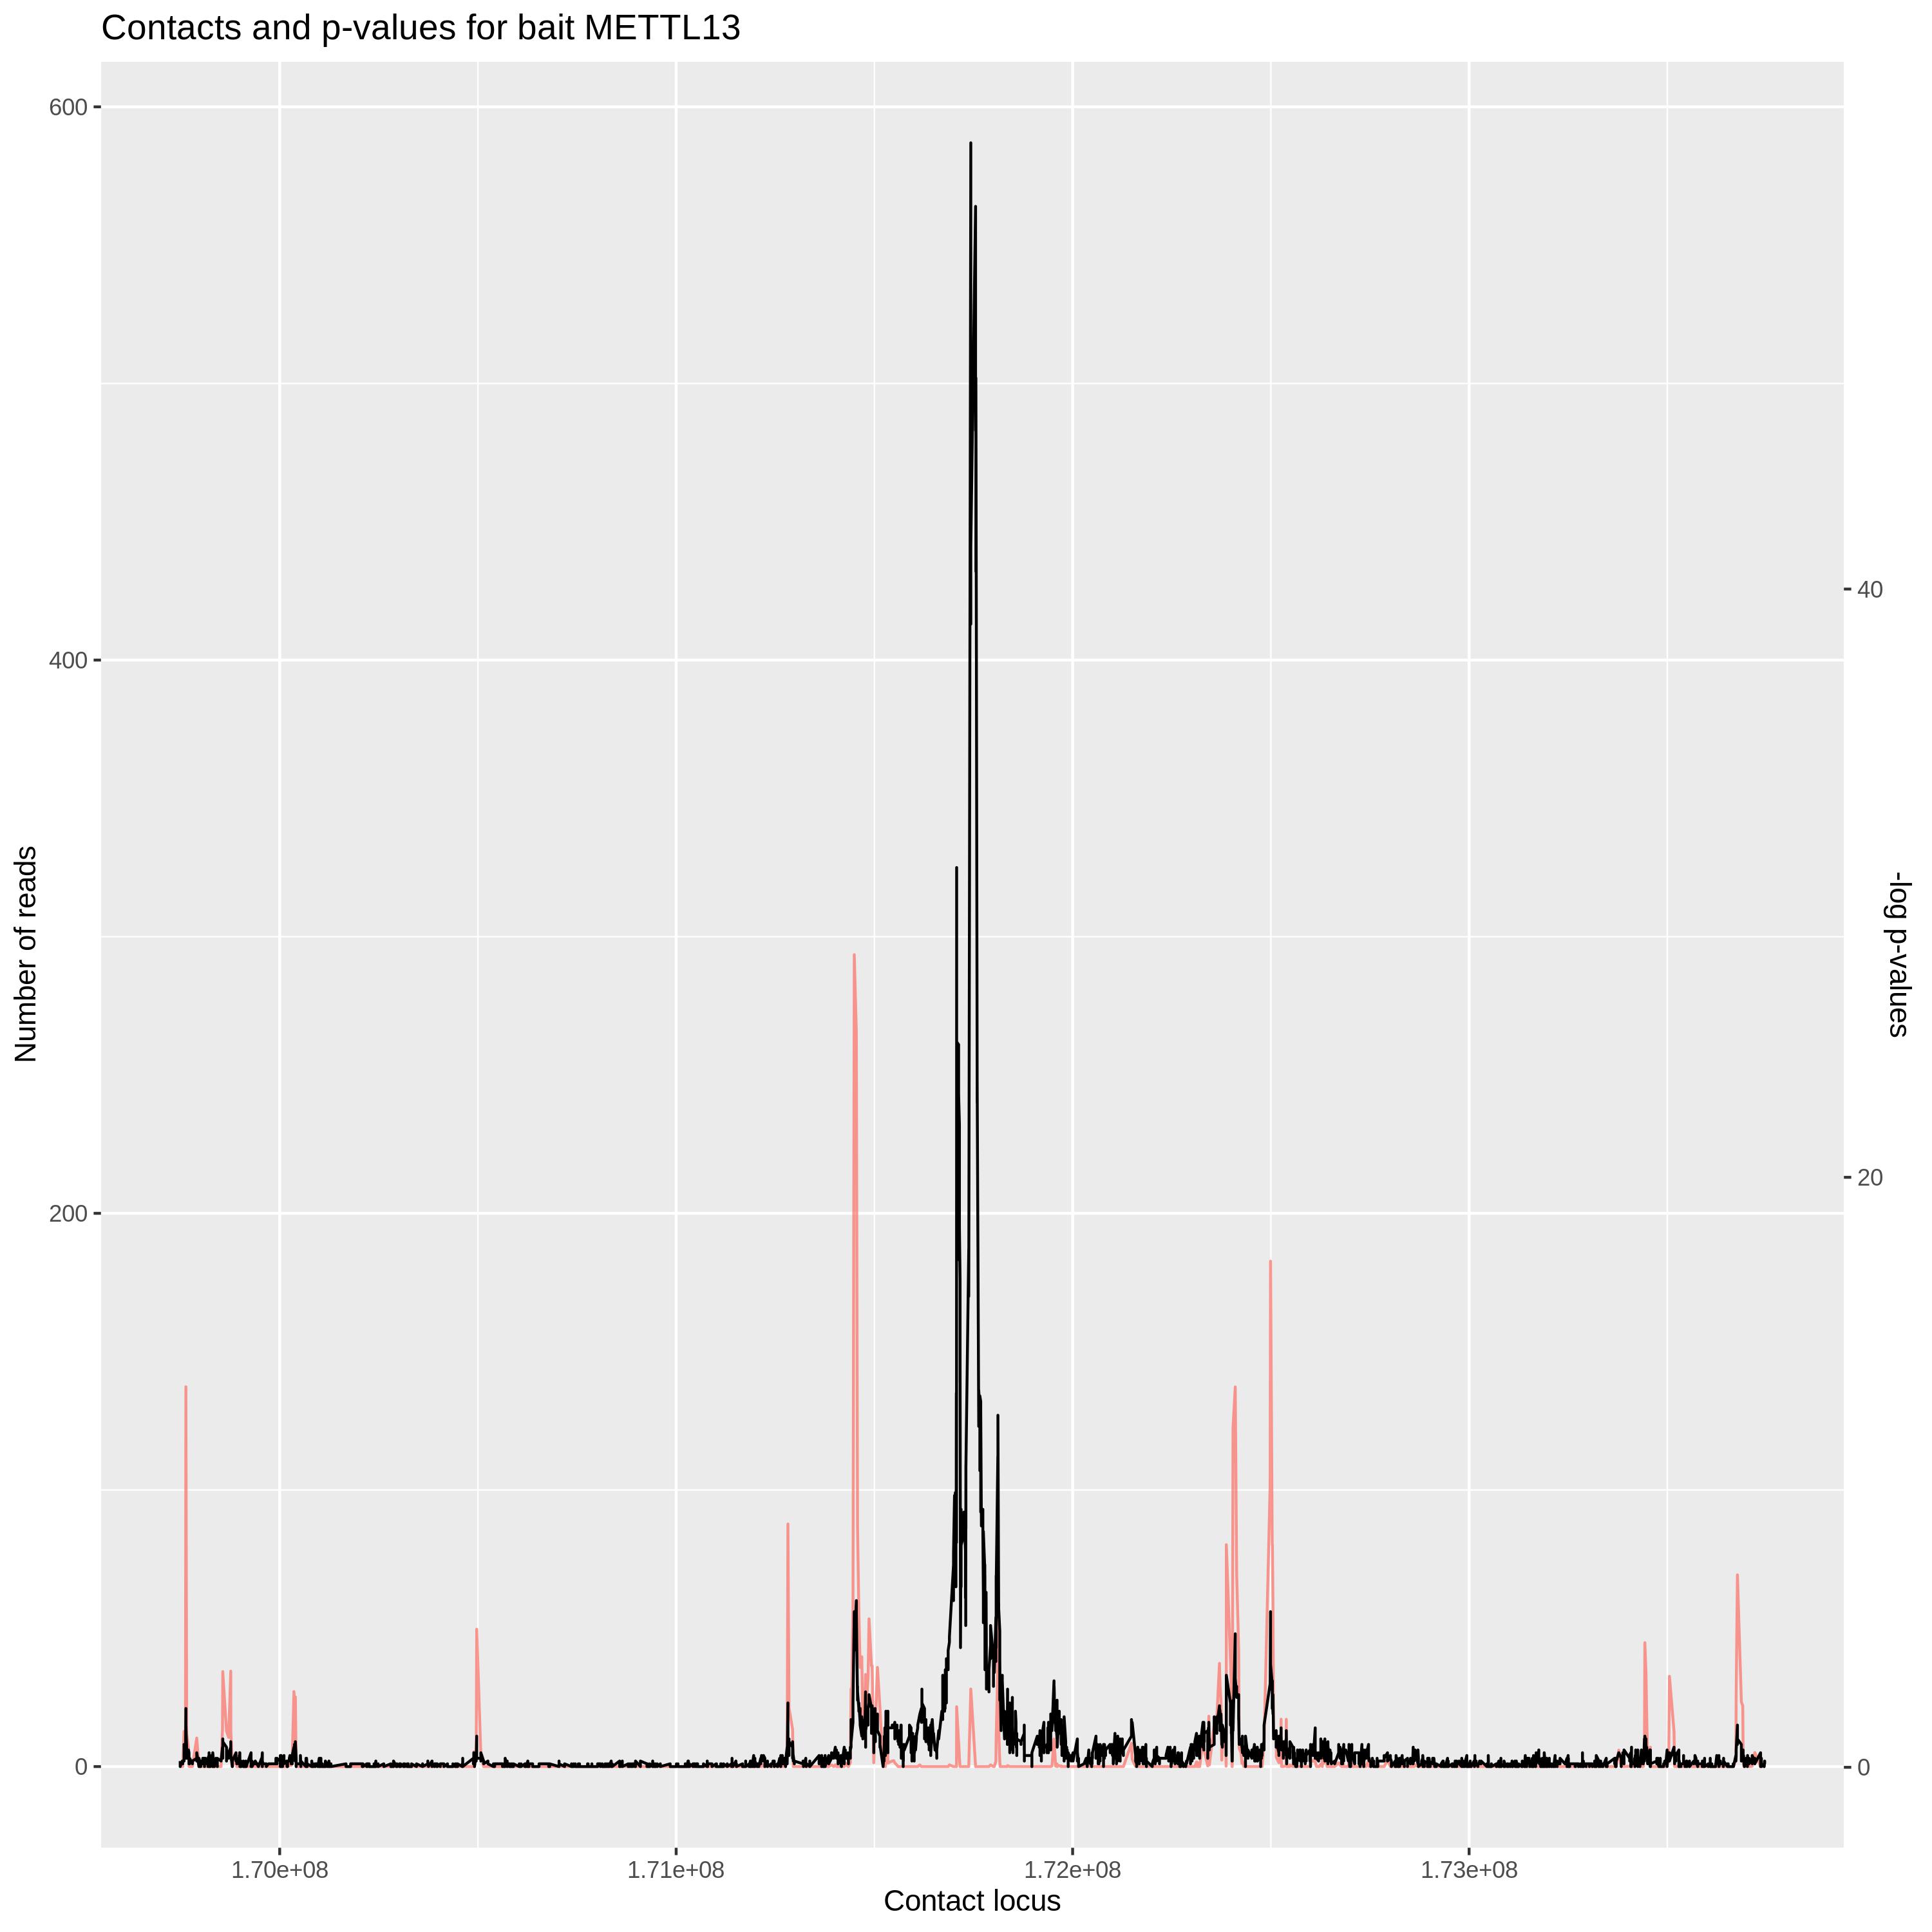 Contacts and p-values for bait METTL13
600
400
200
0
Number of reads
40
20
0
-log p-values
1.70e+08 1.71e+08 1.72e+08 1.73e+08
Contact locus